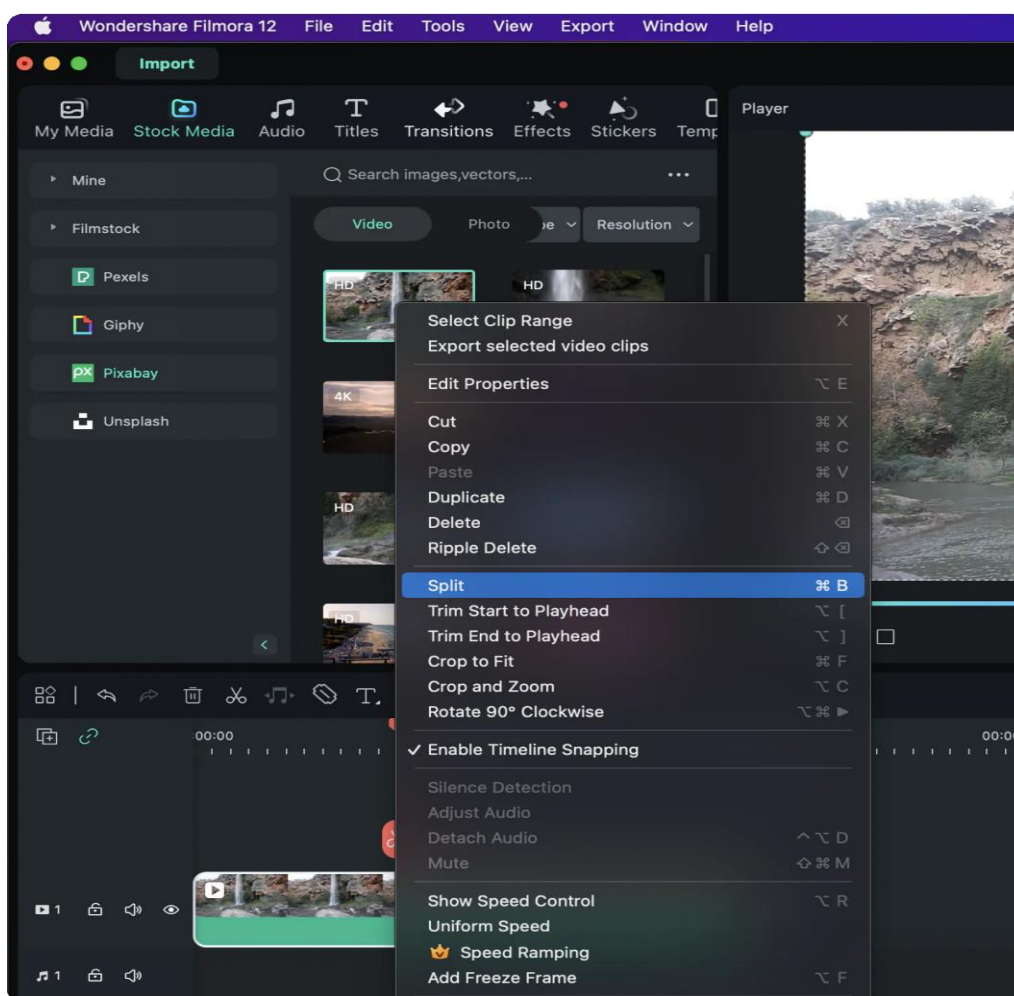 Wondershare Filmora 12 File Edit Tools View Export Window Help
Import
My Media Stock Media Audio Titles Transitions Effects Stickers Temp
Player
Mine
Search images,vectors,...
Filmstock
Video Photo pe Resolution
Pexels
HD HD
Giphy
Pixabay
4K
Unsplash
HD
HD
Select Clip Range X
Export selected video clips
Edit Properties ⌥ E
Cut ⌘ X
Copy ⌘ C
Paste ⌘ V
Duplicate ⌘ D
Delete ⌫
Ripple Delete ⇧ ⌫
Split ⌘ B
Trim Start to Playhead ⌥ [
Trim End to Playhead ⌥ ]
Crop to Fit ⌘ F
Crop and Zoom ⌥ C
Rotate 90° Clockwise ⌥ ⌘ ►
✓ Enable Timeline Snapping
Silence Detection
Adjust Audio
Detach Audio ^ ⌥ D
Mute ⇧ ⌘ M
Show Speed Control ⌥ R
Uniform Speed
Speed Ramping
Add Freeze Frame ⌥ F
:00:00 00:0
1
1